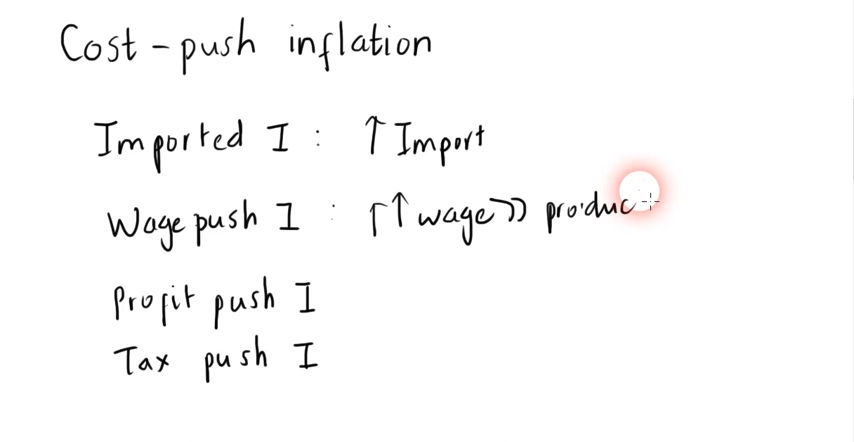 Cost-push inflation
Imported I : ↑ Import
Wage push I : ↑↑ wage >> produc
Profit push I
Tax push I